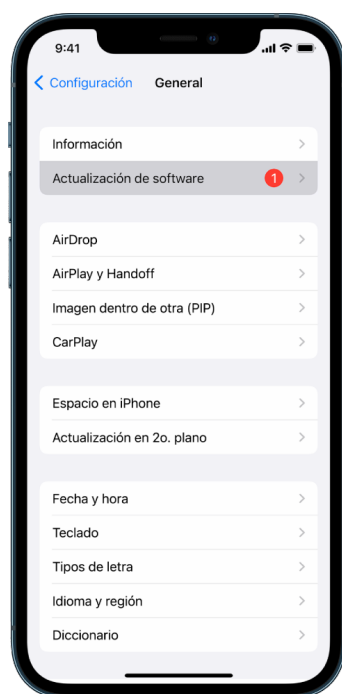 9:41
Configuración General
Información
Actualización de software 1
AirDrop
AirPlay y Handoff
Imagen dentro de otra (PIP)
CarPlay
Espacio en iPhone
Actualización en 2o. plano
Fecha y hora
Teclado
Tipos de letra
Idioma y región
Diccionario